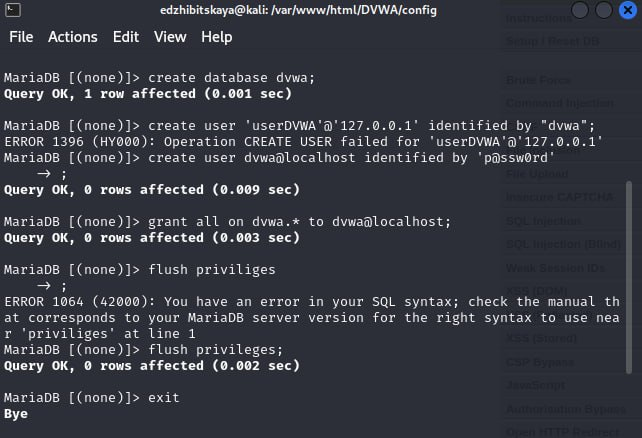 edzhibitskaya@kali: /var/www/html/DVWA/config
File Actions Edit View Help
MariaDB [(none)]> create database dvwa;
Query OK, 1 row affected (0.001 sec)
MariaDB [(none)]> create user 'userDVWA'@'127.0.0.1' identified by "dvwa";
ERROR 1396 (HY000): Operation CREATE USER failed for 'userDVWA'@'127.0.0.1'
MariaDB [(none)]> create user dvwa@localhost identified by 'p@ssw0rd'
    → ;
Query OK, 0 rows affected (0.009 sec)
MariaDB [(none)]> grant all on dvwa.* to dvwa@localhost;
Query OK, 0 rows affected (0.003 sec)
MariaDB [(none)]> flush priviliges
    → ;
ERROR 1064 (42000): You have an error in your SQL syntax; check the manual th
at corresponds to your MariaDB server version for the right syntax to use nea
r 'priviliges' at line 1
MariaDB [(none)]> flush privileges;
Query OK, 0 rows affected (0.002 sec)
MariaDB [(none)]> exit
Bye
Instructions
Setup / Reset DB
Brute Force
Command Injection
File Upload
Insecure CAPTCHA
SQL Injection
SQL Injection (Blind)
Weak Session IDs
XSS (DOM)
XSS (Stored)
CSP Bypass
JavaScript
Authorisation Bypass
Open HTTP Redirect